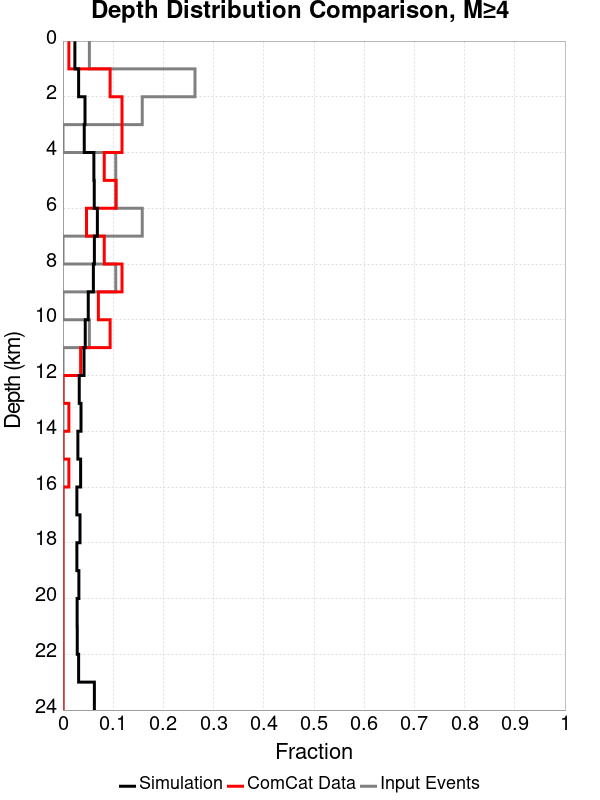 Depth Distribution Comparison, M≥4
0
2
4
6
8
10
12
14
16
18
20
22
24
Depth (km)
0 0.1 0.2 0.3 0.4 0.5 0.6 0.7 0.8 0.9 1
Fraction
Simulation ComCat Data Input Events